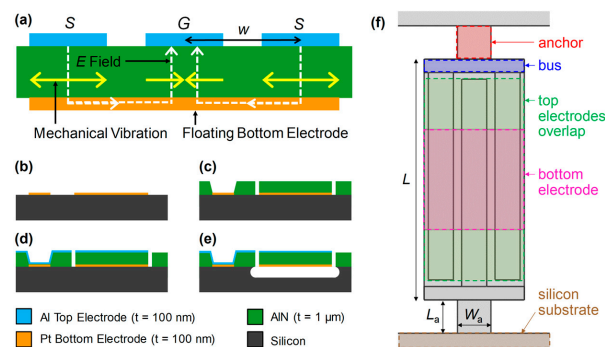 (a)
S
G
w
S
E Field
Mechanical Vibration
Floating Bottom Electrode
(b)
(c)
(d)
(e)
Al Top Electrode (t = 100 nm)
AlN (t = 1 μm)
Pt Bottom Electrode (t = 100 nm)
Silicon
(f)
anchor
bus
top
electrodes
overlap
bottom
electrode
L
silicon
substrate
La
Wa